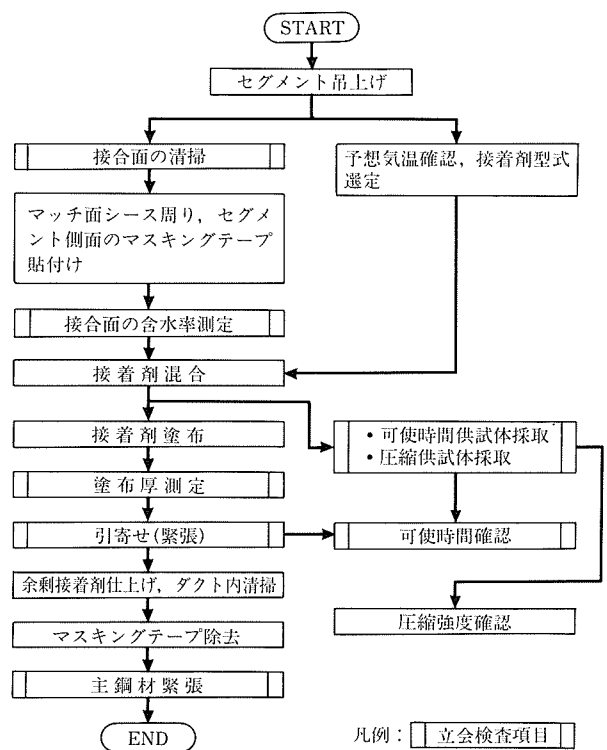 START
セグメント吊上げ
接合面の清掃
予想気温確認，接着剤型式
選定
マッチ面シース周り，セグメ
ント側面のマスキングテープ
貼付け
接合面の含水率測定
接着剤混合
接着剤塗布
・可使時間供試体採取
・圧縮供試体採取
塗布厚測定
引寄せ(緊張)
可使時間確認
余剰接着剤仕上げ，ダクト内清掃
圧縮強度確認
マスキングテープ除去
主鋼材緊張
END
凡例：立会検査項目